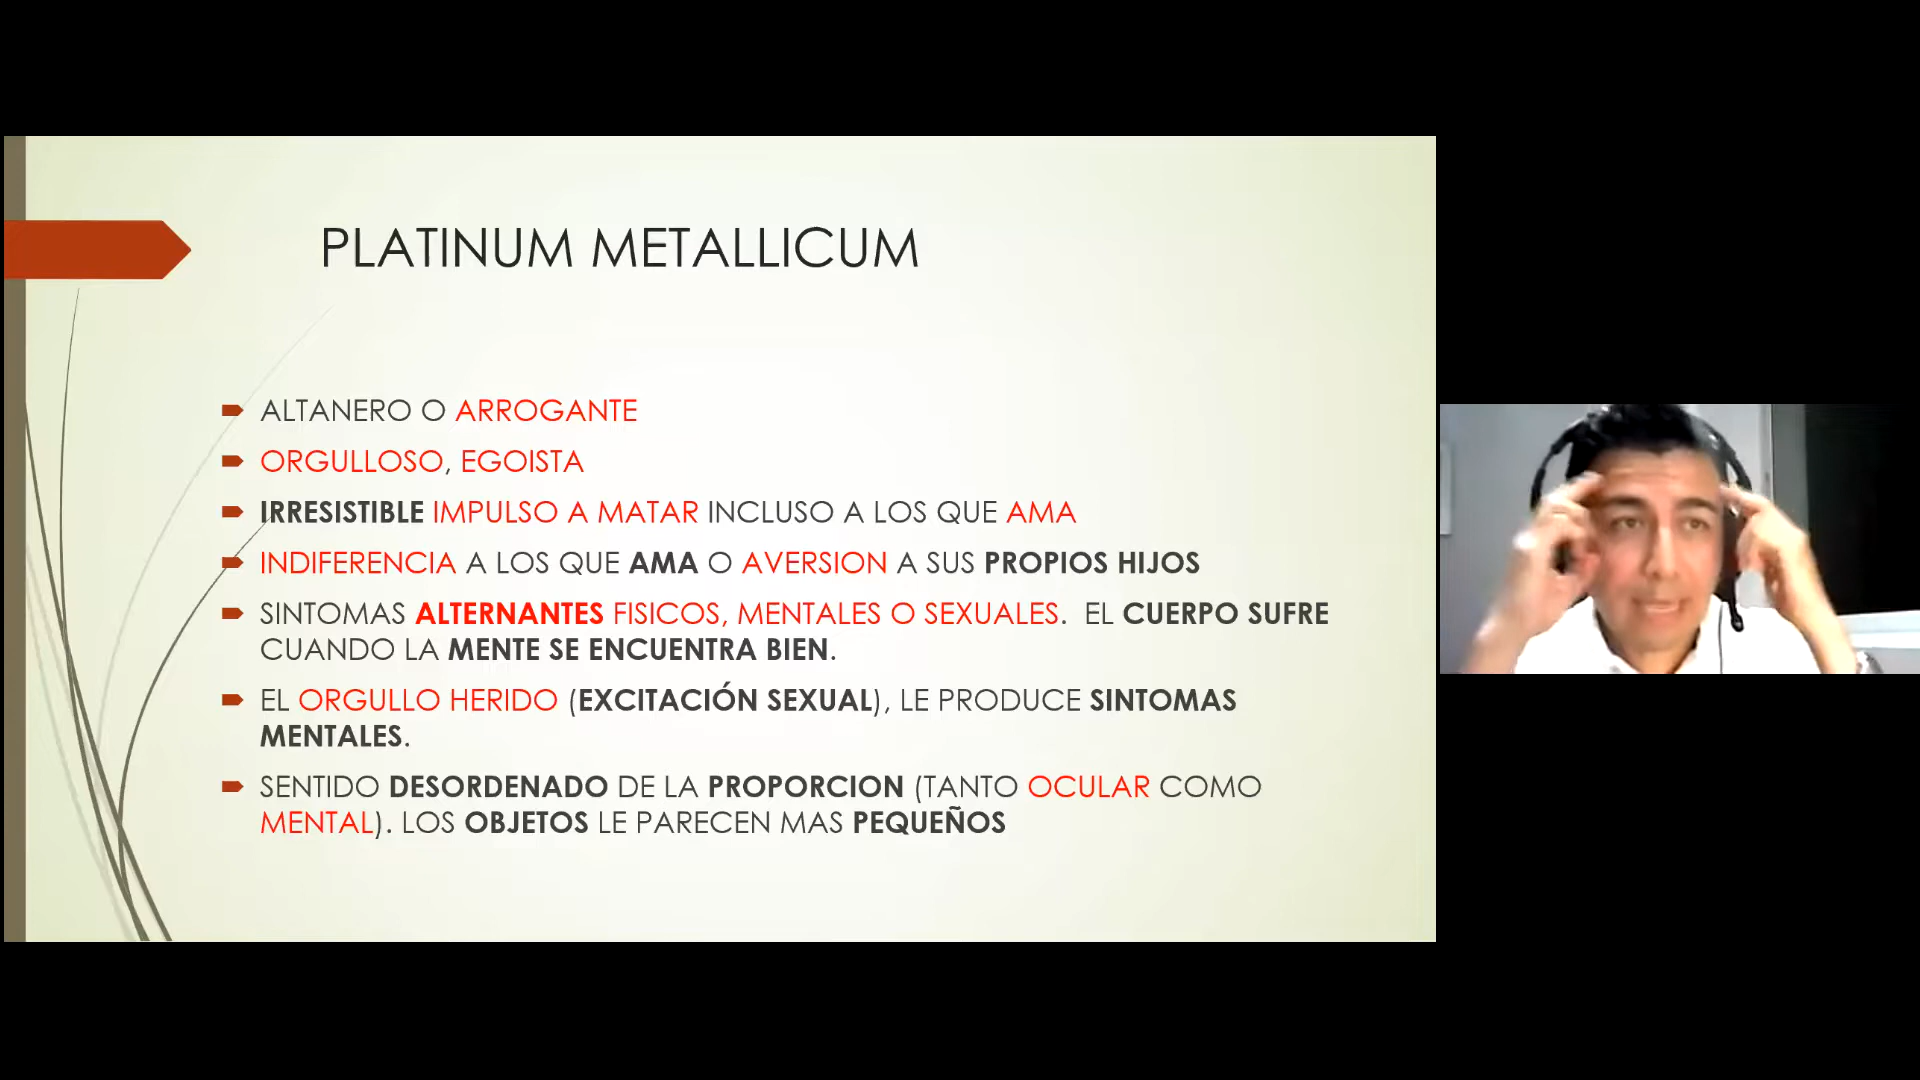 PLATINUM METALLICUM
ALTANERO O ARROGANTE
ORGULLOSO, EGOISTA
IRRESISTIBLE IMPULSO A MATAR INCLUSO A LOS QUE AMA
INDIFERENCIA A LOS QUE AMA O AVERSION A SUS PROPIOS HIJOS
SINTOMAS ALTERNANTES FISICOS, MENTALES O SEXUALES. EL CUERPO SUFRE
CUANDO LA MENTE SE ENCUENTRA BIEN.
EL ORGULLO HERIDO (EXCITACIÓN SEXUAL), LE PRODUCE SINTOMAS
MENTALES.
SENTIDO DESORDENADO DE LA PROPORCION (TANTO OCULAR COMO
MENTAL). LOS OBJETOS LE PARECEN MAS PEQUEÑOS